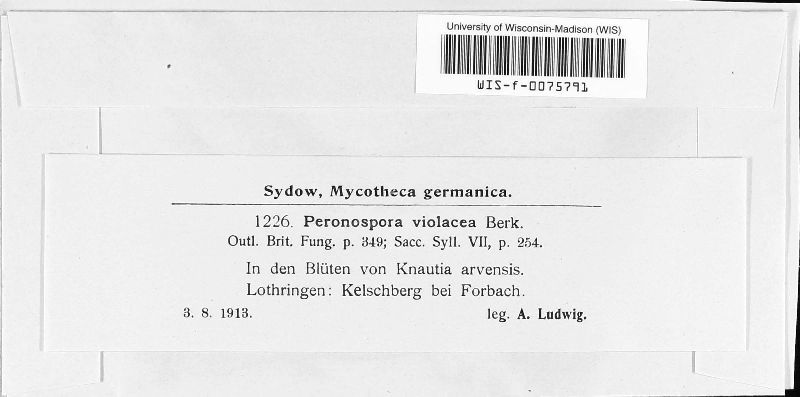 University of Wisconsin-Madison (WIS)
WIS-f-0075791
Sydow, Mycotheca germanica.
1226. Peronospora violacea Berk.
Outl. Brit. Fung. p. 349; Sacc. Syll. VII, p. 254.
In den Blüten von Knautia arvensis.
Lothringen: Kelschberg bei Forbach.
3. 8. 1913. leg. A. Ludwig.